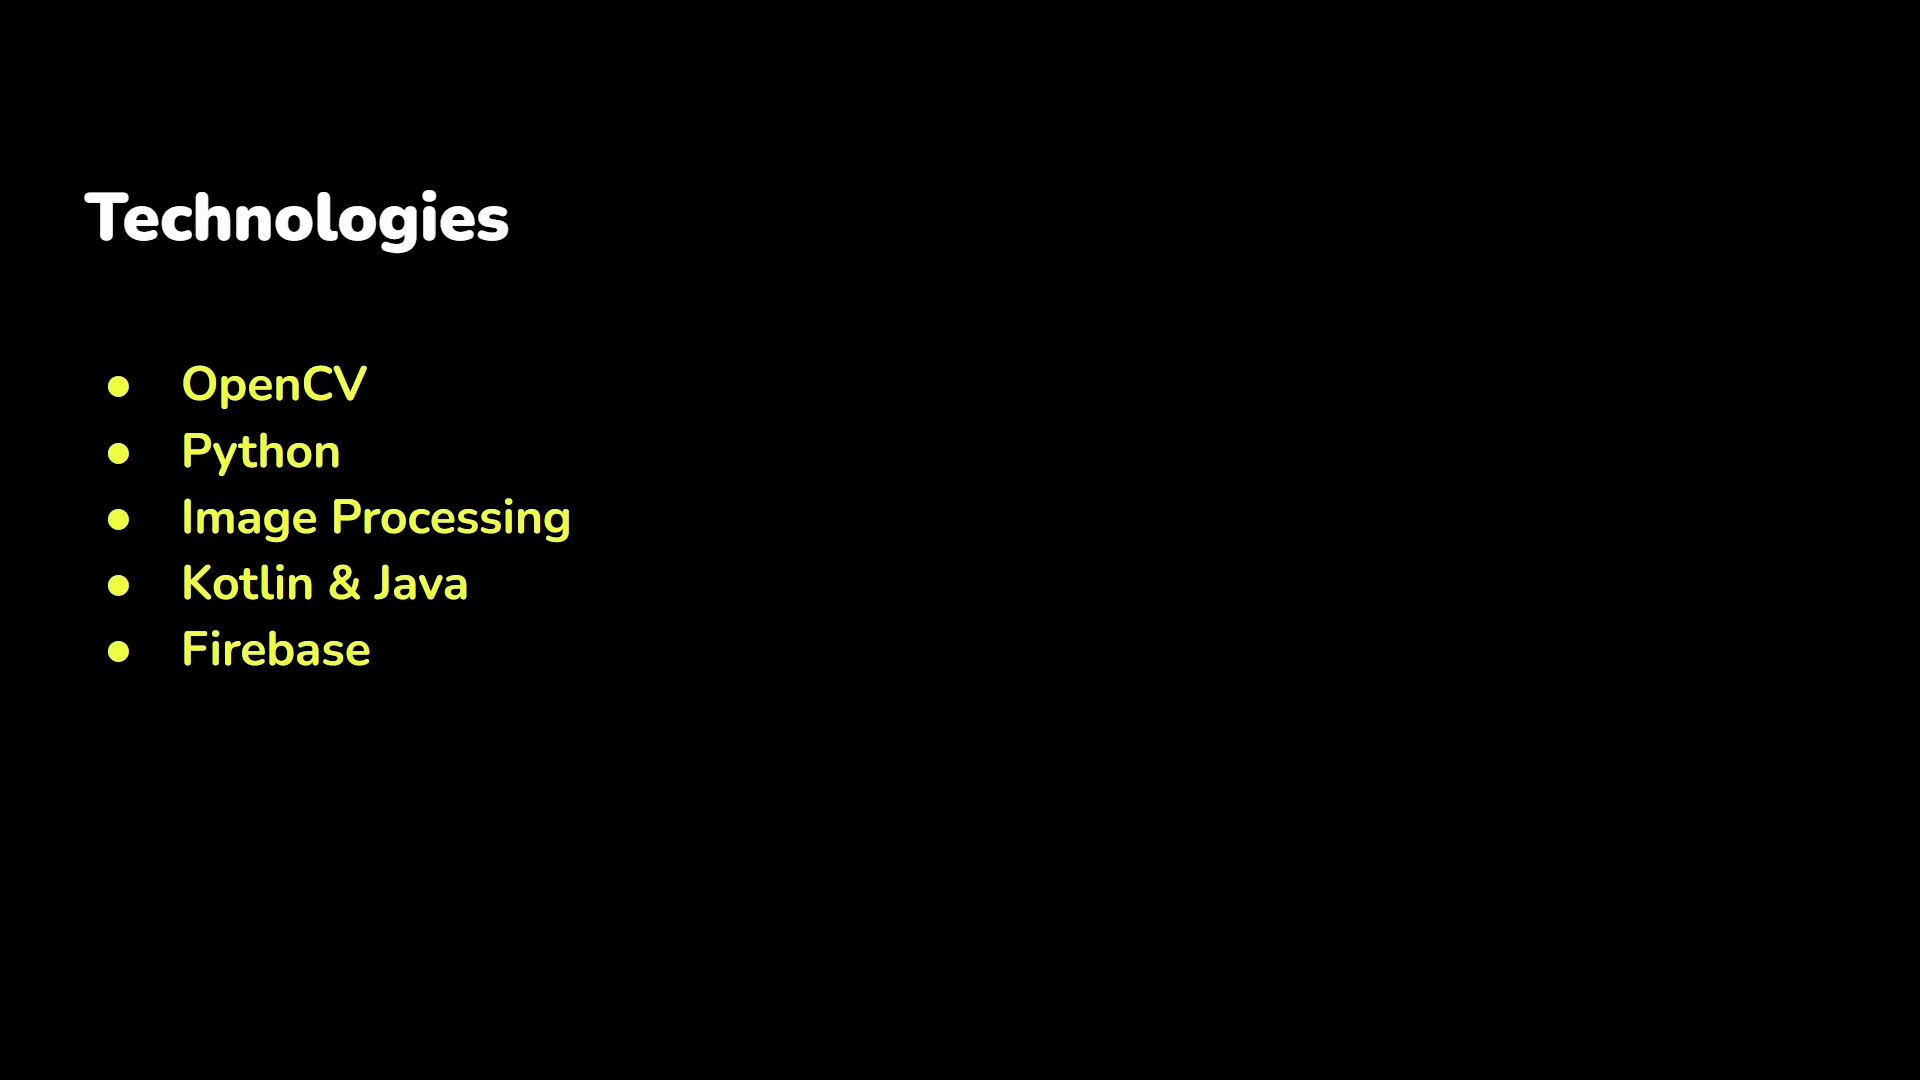 Technologies
● OpenCV
● Python
● Image Processing
● Kotlin & Java
● Firebase